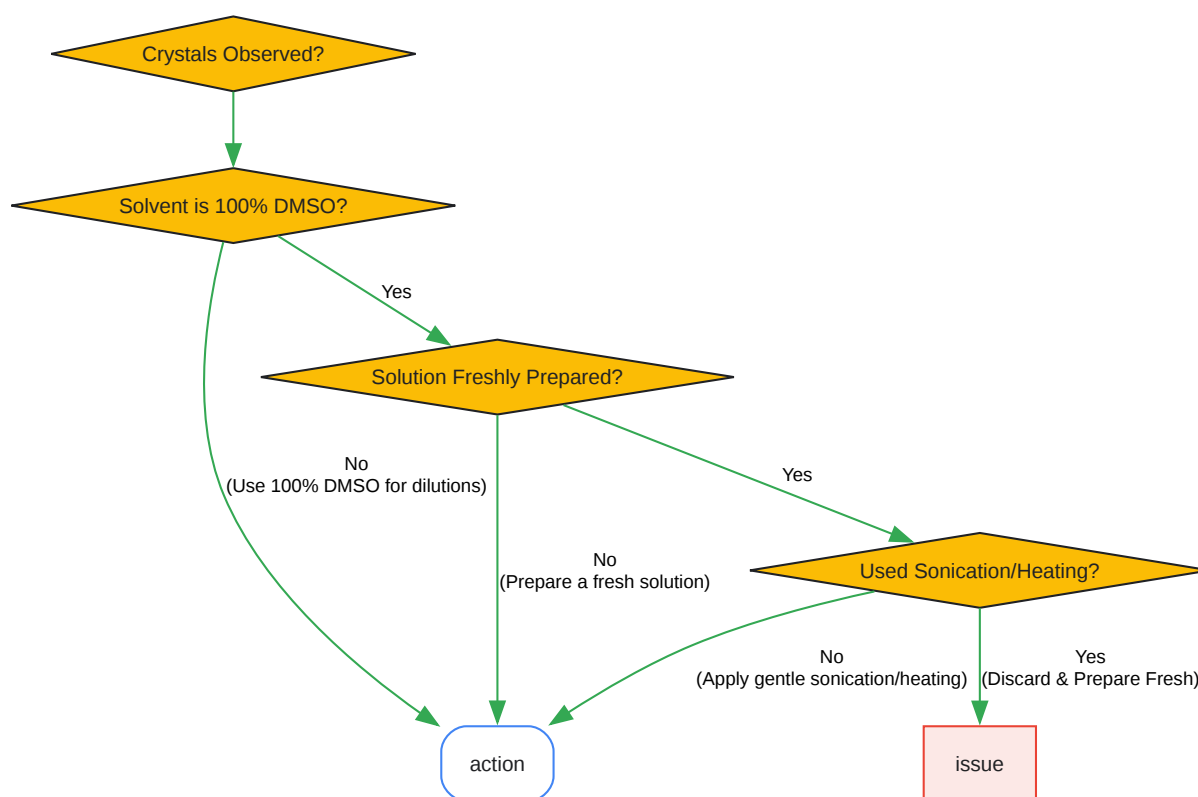 Crystals Observed?
Solvent is 100% DMSO?
Yes
Solution Freshly Prepared?
No
(Use 100% DMSO for dilutions)
Yes
No
(Prepare a fresh solution)
Used Sonication/Heating?
No
(Apply gentle sonication/heating)
Yes
(Discard & Prepare Fresh)
action
issue